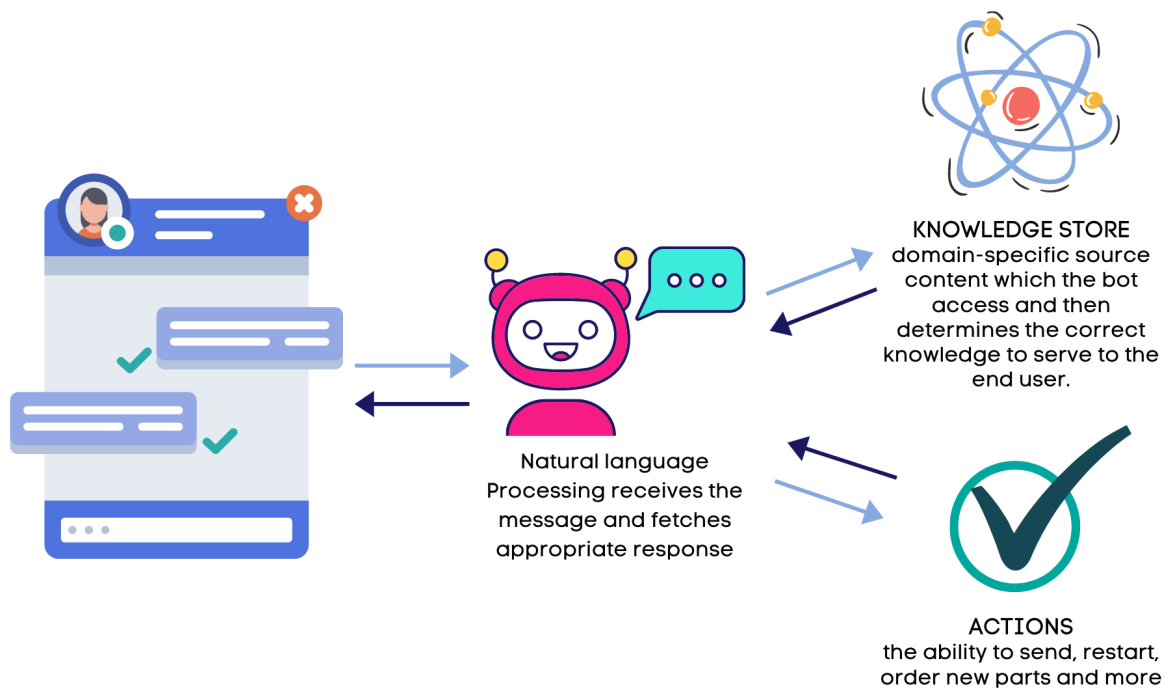 Natural language
Processing receives the
message and fetches
appropriate response
KNOWLEDGE STORE
domain-specific source
content which the bot
access and then
determines the correct
knowledge to serve to the
end user.
ACTIONS
the ability to send, restart,
order new parts and more